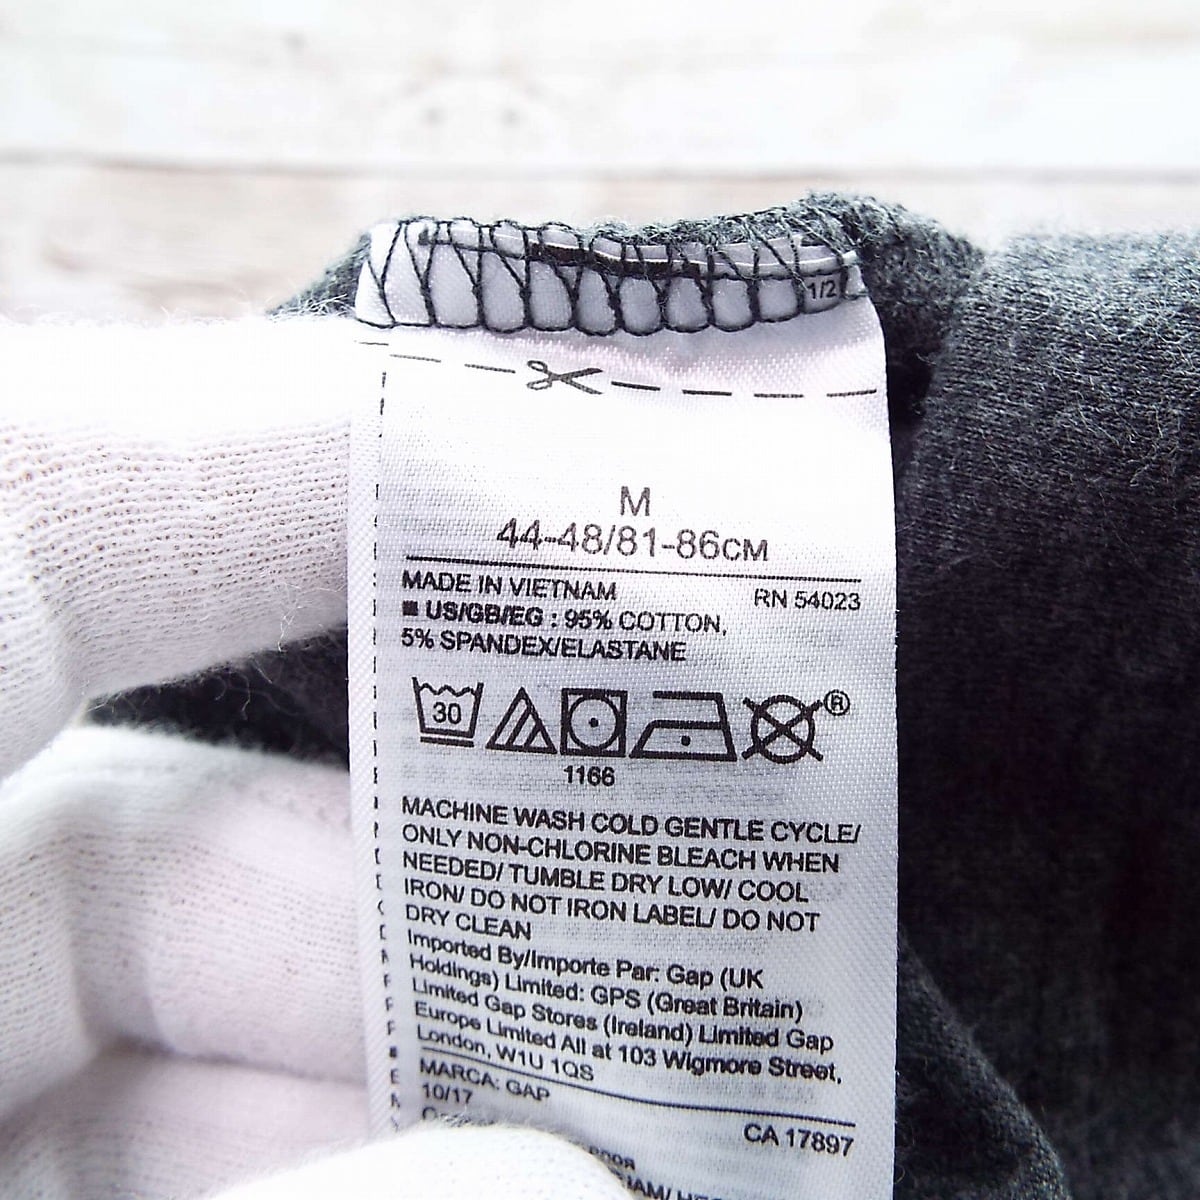 1/2
M
44-48/81-86CM
MADE IN VIETNAM
RN 54023
■ US/GB/EG : 95% COTTON,
5% SPANDEX/ELASTANE
30
®
1166
MACHINE WASH COLD GENTLE CYCLE/
ONLY NON-CHLORINE BLEACH WHEN
NEEDED/ TUMBLE DRY LOW/ COOL
IRON/ DO NOT IRON LABEL/ DO NOT
DRY CLEAN
Imported By/Importe Par: Gap (UK
Holdings) Limited: GPS (Great Britain)
Limited Gap Stores (Ireland) Limited Gap
Europe Limited All at 103 Wigmore Street,
London, W1U 1QS
MARCA: GAP
10/17
CA 17897